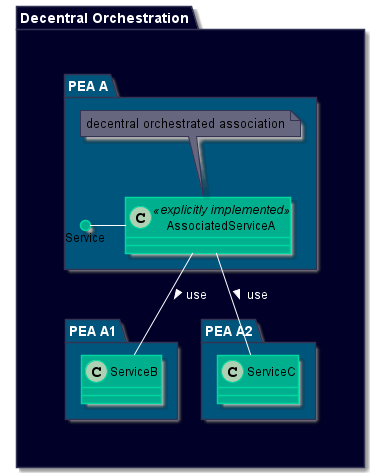 Decentral Orchestration
PEA A
decentral orchestrated association
C
«explicitly implemented»
AssociatedServiceA
Service
use
use
PEA A1
PEA A2
C ServiceB
C ServiceC